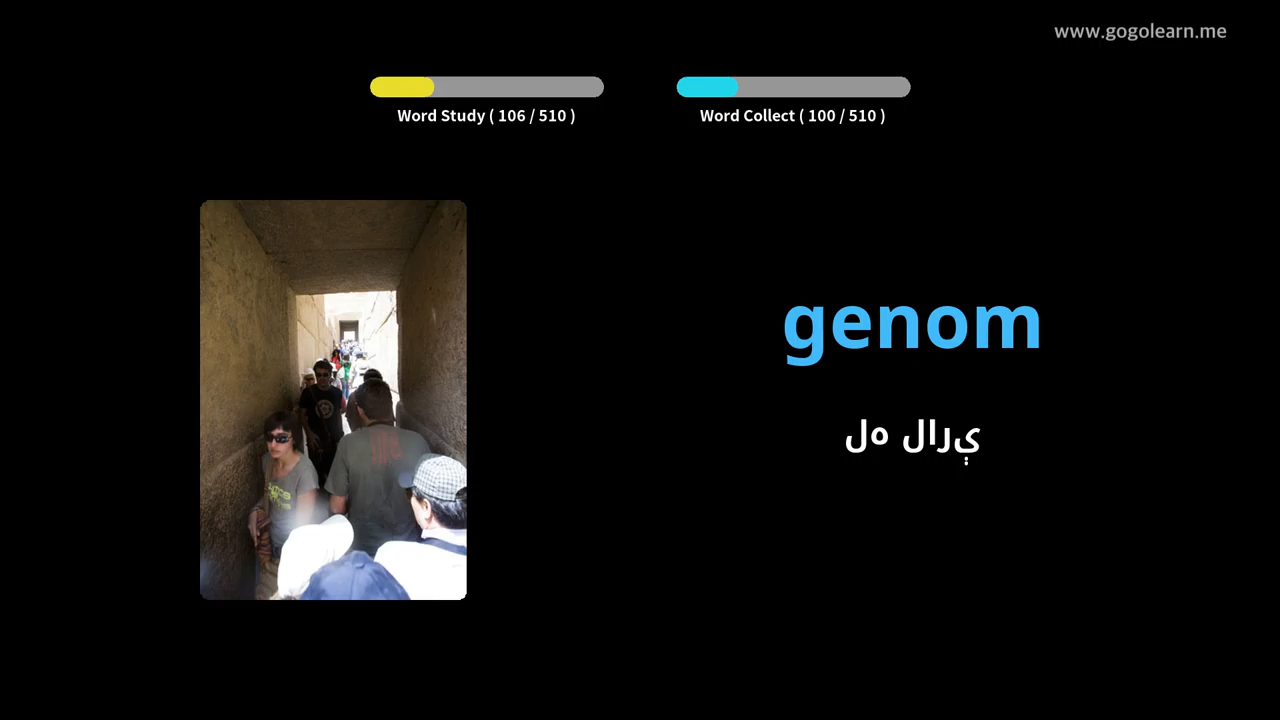 www.gogolearn.me
Word Study ( 106 / 510 )
Word Collect ( 100 / 510 )
genom
له لارې